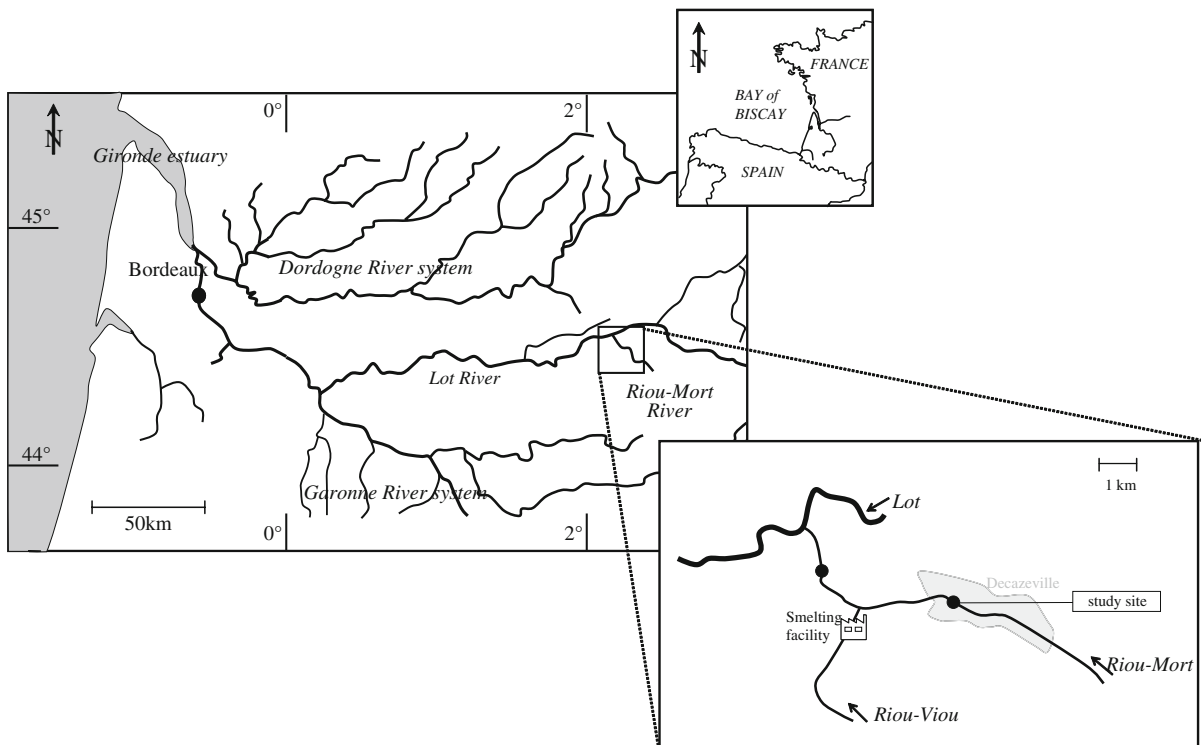 N
FRANCE
BAY of
BISCAY
SPAIN
N
0°
2°
Gironde estuary
45°
Bordeaux
Dordogne River system
Lot River
Riou-Mort
River
44°
Garonne River system
50km
0°
2°
1 km
Lot
Decazeville
study site
Smelting
facility
Riou-Mort
Riou-Viou